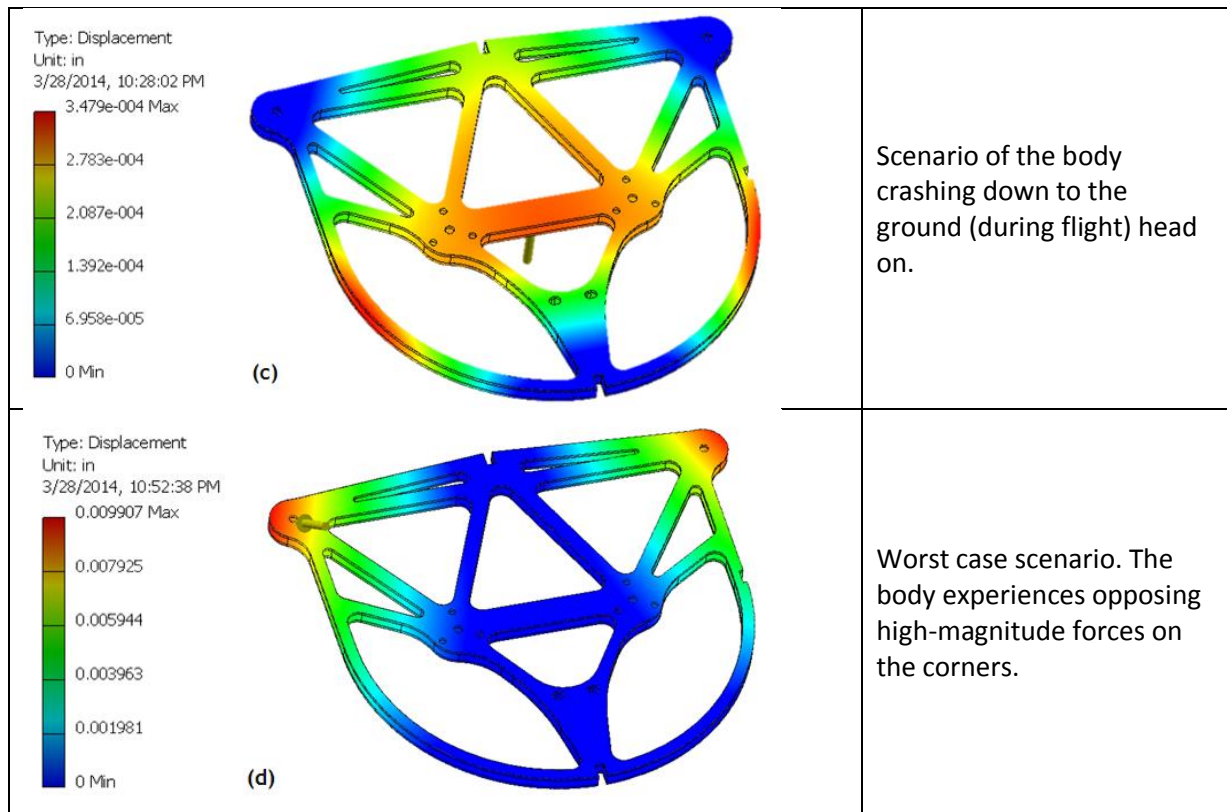 Type: Displacement
Unit: in
3/28/2014, 10:28:02 PM
3.479e-004 Max
2.783e-004
2.087e-004
1.392e-004
6.958e-005
0 Min
(c)
Scenario of the body
crashing down to the
ground (during flight) head
on.
Type: Displacement
Unit: in
3/28/2014, 10:52:38 PM
0.009907 Max
0.007925
0.005944
0.003963
0.001981
0 Min
(d)
Worst case scenario. The
body experiences opposing
high-magnitude forces on
the corners.